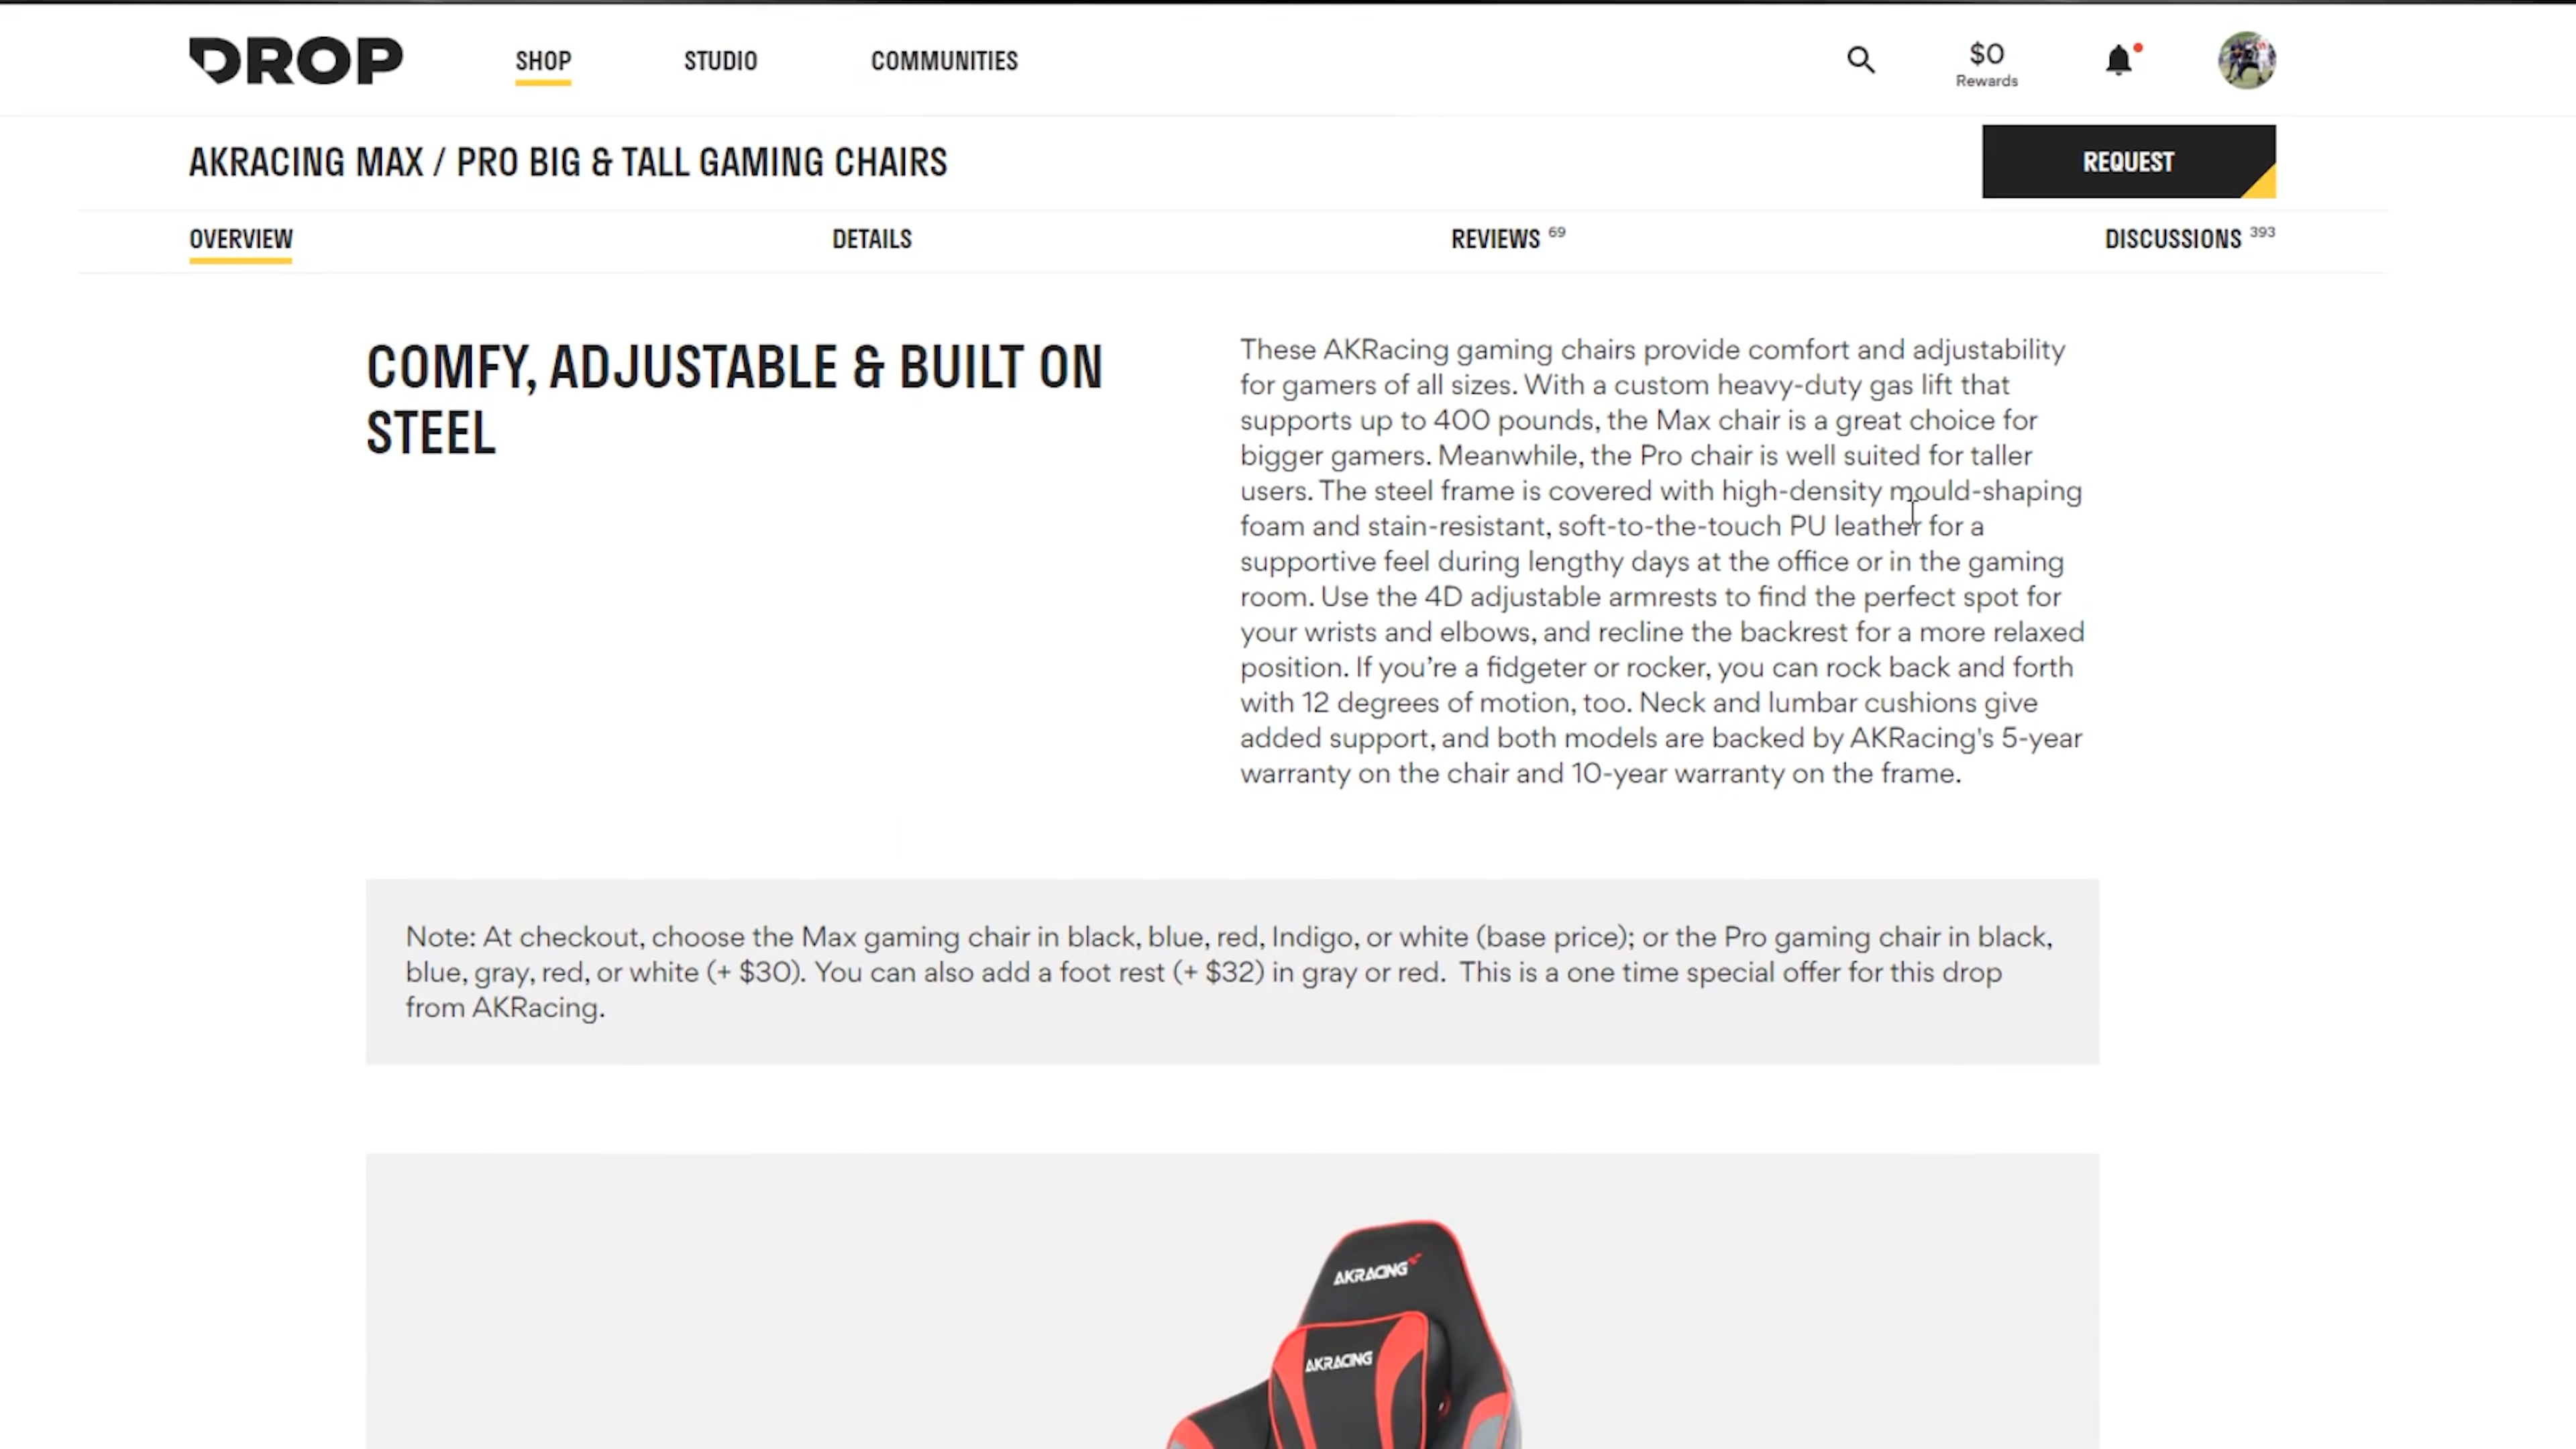 DROP
SHOP
STUDIO
COMMUNITIES
$0
Rewards
AKRACING MAX / PRO BIG & TALL GAMING CHAIRS
REQUEST
OVERVIEW
DETAILS
REVIEWS 69
DISCUSSIONS 393
COMFY, ADJUSTABLE & BUILT ON
STEEL
These AKRacing gaming chairs provide comfort and adjustability
for gamers of all sizes. With a custom heavy-duty gas lift that
supports up to 400 pounds, the Max chair is a great choice for
bigger gamers. Meanwhile, the Pro chair is well suited for taller
users. The steel frame is covered with high-density mould-shaping
foam and stain-resistant, soft-to-the-touch PU leather for a
supportive feel during lengthy days at the office or in the gaming
room. Use the 4D adjustable armrests to find the perfect spot for
your wrists and elbows, and recline the backrest for a more relaxed
position. If you’re a fidgeter or rocker, you can rock back and forth
with 12 degrees of motion, too. Neck and lumbar cushions give
added support, and both models are backed by AKRacing's 5-year
warranty on the chair and 10-year warranty on the frame.
Note: At checkout, choose the Max gaming chair in black, blue, red, Indigo, or white (base price); or the Pro gaming chair in black,
blue, gray, red, or white (+ $30). You can also add a foot rest (+ $32) in gray or red. This is a one time special offer for this drop
from AKRacing.
AKRACING
AKRACING